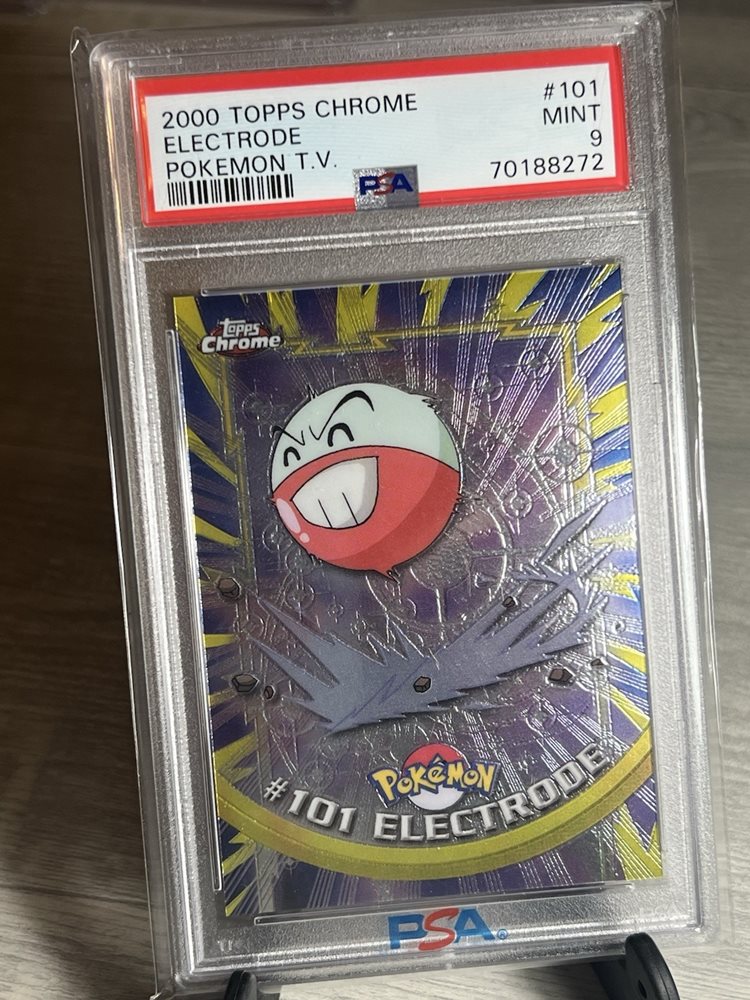 2000 TOPPS CHROME #101
ELECTRODE MINT
POKEMON T.V. 9
70188272
PSA
topps
Chrome
POKéMON
#101 ELECTRODE
PSA